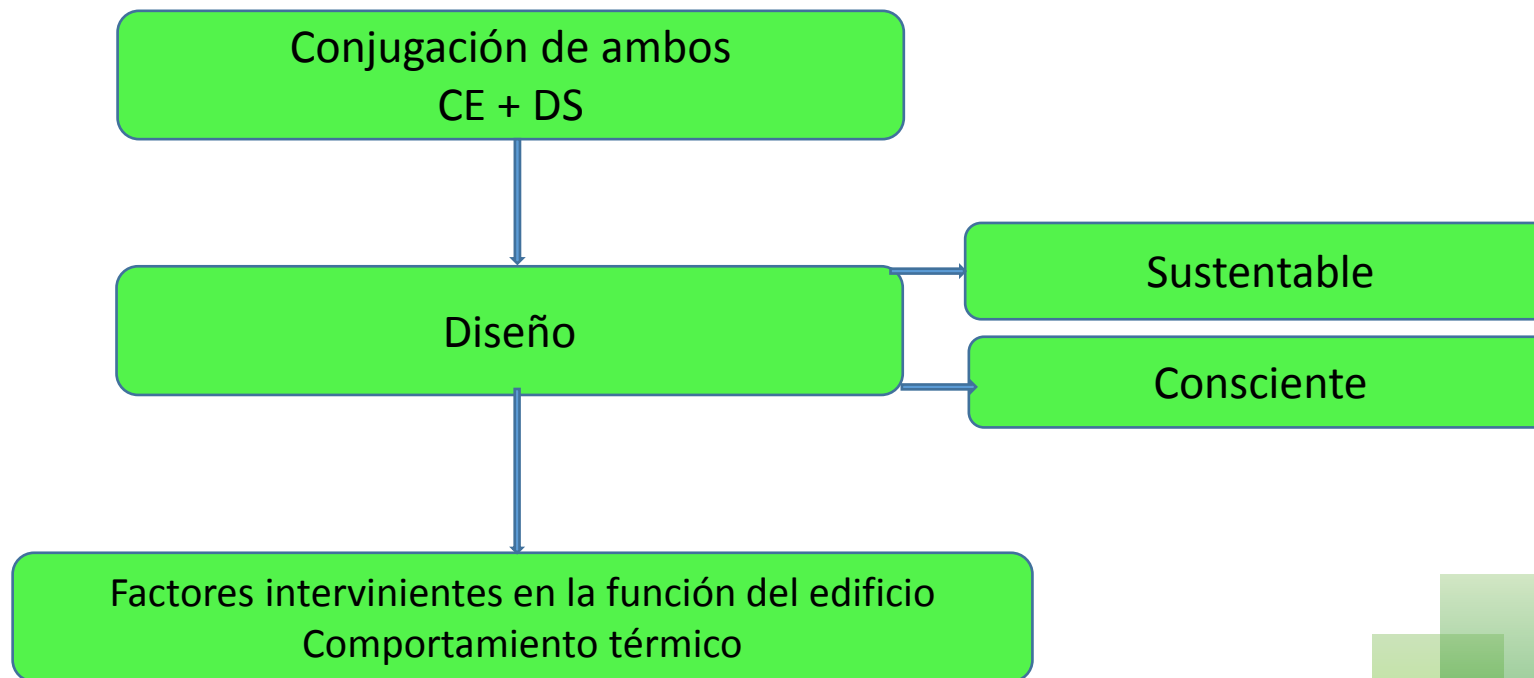 Conjugación de ambos
CE + DS
Sustentable
Diseño
Consciente
Factores intervinientes en la función del edificio
Comportamiento térmico